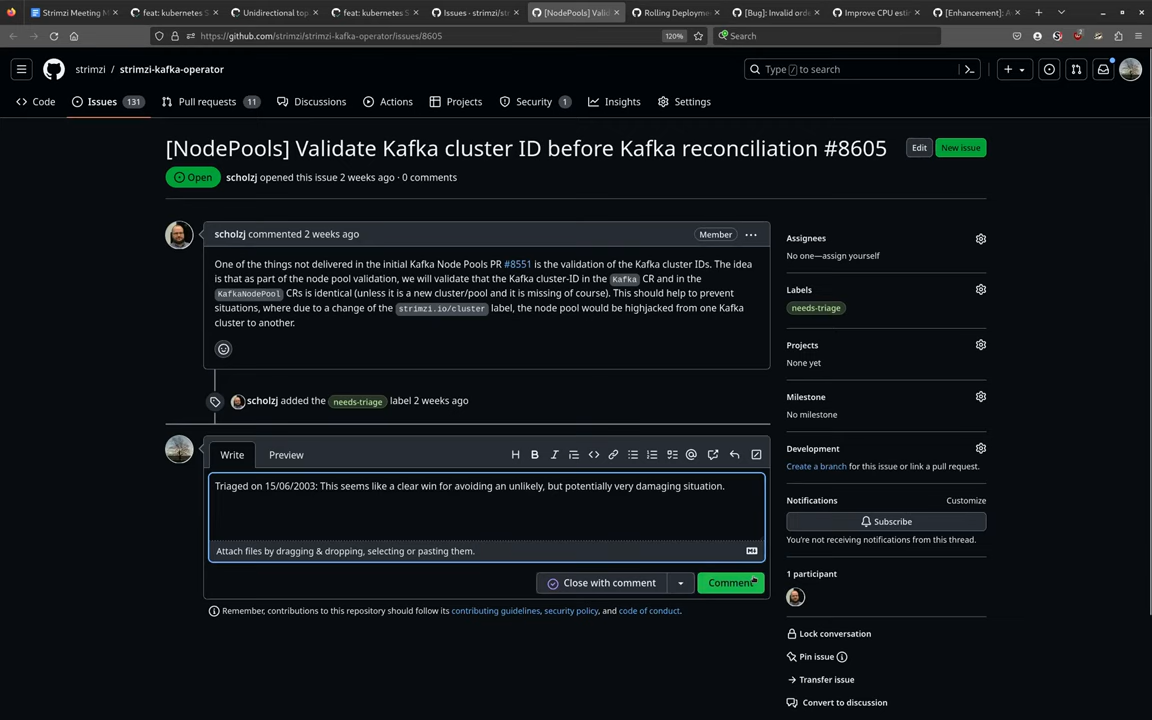 Strimzi Meeting M
feat: kubernetes S
Unidirectional top
feat: kubernetes S
Issues · strimzi/str
[NodePools] Valid
Rolling Deployme
[Bug]: Invalid orde
Improve CPU esti
[Enhancement]: A
https://github.com/strimzi/strimzi-kafka-operator/issues/8605
120%
Search
strimzi / strimzi-kafka-operator
Type / to search
Code
Issues 131
Pull requests 11
Discussions
Actions
Projects
Security 1
Insights
Settings
[NodePools] Validate Kafka cluster ID before Kafka reconciliation #8605
Edit
New issue
Open
scholzj opened this issue 2 weeks ago · 0 comments
scholzj commented 2 weeks ago
Member
One of the things not delivered in the initial Kafka Node Pools PR #8551 is the validation of the Kafka cluster IDs. The idea
is that as part of the node pool validation, we will validate that the Kafka cluster-ID in the Kafka CR and in the
KafkaNodePool CRs is identical (unless it is a new cluster/pool and it is missing of course). This should help to prevent
situations, where due to a change of the strimzi.io/cluster label, the node pool would be highjacked from one Kafka
cluster to another.
scholzj added the needs-triage label 2 weeks ago
Write
Preview
H B I
Triaged on 15/06/2003: This seems like a clear win for avoiding an unlikely, but potentially very damaging situation.
Attach files by dragging & dropping, selecting or pasting them.
Close with comment
Comment
Remember, contributions to this repository should follow its contributing guidelines, security policy, and code of conduct.
Assignees
No one—assign yourself
Labels
needs-triage
Projects
None yet
Milestone
No milestone
Development
Create a branch for this issue or link a pull request.
Notifications
Customize
Subscribe
You're not receiving notifications from this thread.
1 participant
Lock conversation
Pin issue
Transfer issue
Convert to discussion